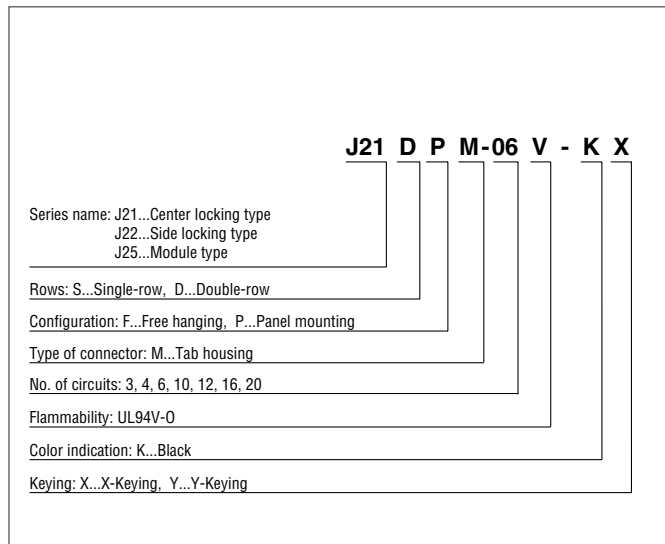 J21 D P M-06 V - K X
Series name: J21...Center locking type
J22...Side locking type
J25...Module type
Rows: S...Single-row, D...Double-row
Configuration: F...Free hanging, P...Panel mounting
Type of connector: M...Tab housing
No. of circuits: 3, 4, 6, 10, 12, 16, 20
Flammability: UL94V-O
Color indication: K...Black
Keying: X...X-Keying, Y...Y-Keying